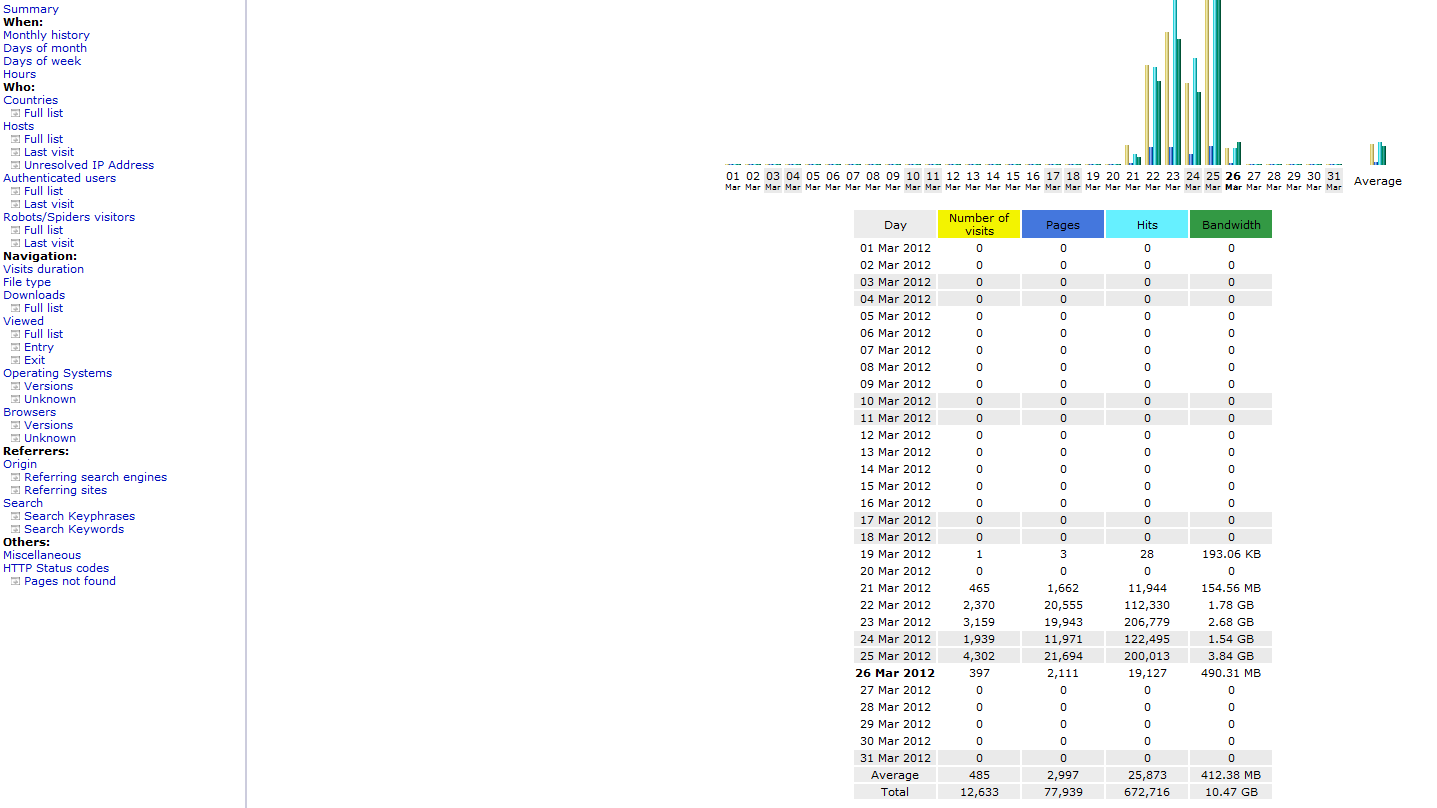 Summary
When:
Monthly history
Days of month
Days of week
Hours
Who:
Countries
Full list
Hosts
Full list
Last visit
Unresolved IP Address
Authenticated users
Full list
Last visit
Robots/Spiders visitors
Full list
Last visit
Navigation:
Visits duration
File type
Downloads
Full list
Viewed
Full list
Entry
Exit
Operating Systems
Versions
Unknown
Browsers
Versions
Unknown
Referrers:
Origin
Referring search engines
Referring sites
Search
Search Keyphrases
Search Keywords
Others:
Miscellaneous
HTTP Status codes
Pages not found
01 02 03 04 05 06 07 08 09 10 11 12 13 14 15 16 17 18 19 20 21 22 23 24 25 26 27 28 29 30 31
Mar Mar Mar Mar Mar Mar Mar Mar Mar Mar Mar Mar Mar Mar Mar Mar Mar Mar Mar Mar Mar Mar Mar Mar Mar Mar Mar Mar Mar Mar Mar
Average
Day Number of visits Pages Hits Bandwidth
01 Mar 2012 0 0 0 0
02 Mar 2012 0 0 0 0
03 Mar 2012 0 0 0 0
04 Mar 2012 0 0 0 0
05 Mar 2012 0 0 0 0
06 Mar 2012 0 0 0 0
07 Mar 2012 0 0 0 0
08 Mar 2012 0 0 0 0
09 Mar 2012 0 0 0 0
10 Mar 2012 0 0 0 0
11 Mar 2012 0 0 0 0
12 Mar 2012 0 0 0 0
13 Mar 2012 0 0 0 0
14 Mar 2012 0 0 0 0
15 Mar 2012 0 0 0 0
16 Mar 2012 0 0 0 0
17 Mar 2012 0 0 0 0
18 Mar 2012 0 0 0 0
19 Mar 2012 1 3 28 193.06 KB
20 Mar 2012 0 0 0 0
21 Mar 2012 465 1,662 11,944 154.56 MB
22 Mar 2012 2,370 20,555 112,330 1.78 GB
23 Mar 2012 3,159 19,943 206,779 2.68 GB
24 Mar 2012 1,939 11,971 122,495 1.54 GB
25 Mar 2012 4,302 21,694 200,013 3.84 GB
26 Mar 2012 397 2,111 19,127 490.31 MB
27 Mar 2012 0 0 0 0
28 Mar 2012 0 0 0 0
29 Mar 2012 0 0 0 0
30 Mar 2012 0 0 0 0
31 Mar 2012 0 0 0 0
Average 485 2,997 25,873 412.38 MB
Total 12,633 77,939 672,716 10.47 GB